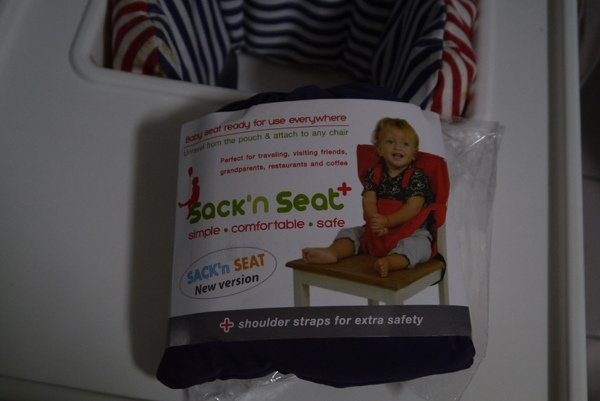 Baby seat ready for use everywhere
Unravel from the pouch & attach to any chair
Perfect for traveling, visiting friends,
grandparents, restaurants and coffee
Sack'n Seat+
simple • comfortable • safe
SACK'n SEAT
New version
+ shoulder straps for extra safety